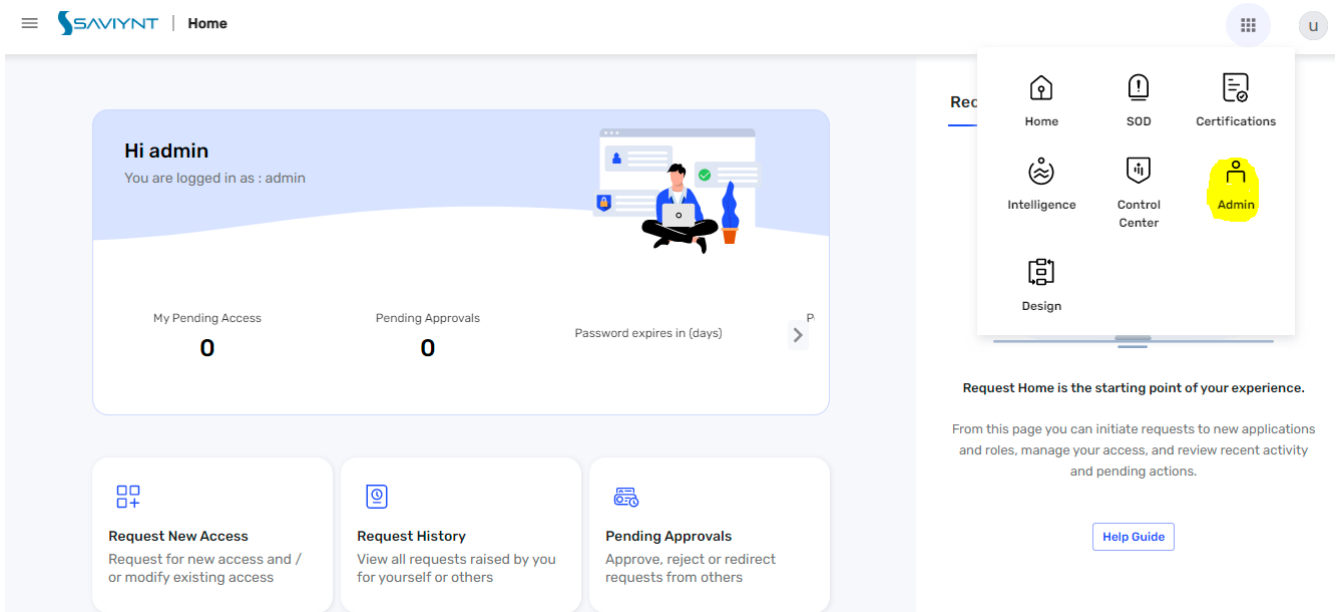 SAVIYNT | Home
u
Hi admin
You are logged in as : admin
My Pending Access
0
Pending Approvals
0
Password expires in (days)
P
Rec
Home
SOD
Certifications
Intelligence
Control
Center
Admin
Design
Request Home is the starting point of your experience.
From this page you can initiate requests to new applications
and roles, manage your access, and review recent activity
and pending actions.
Help Guide
Request New Access
Request for new access and /
or modify existing access
Request History
View all requests raised by you
for yourself or others
Pending Approvals
Approve, reject or redirect
requests from others